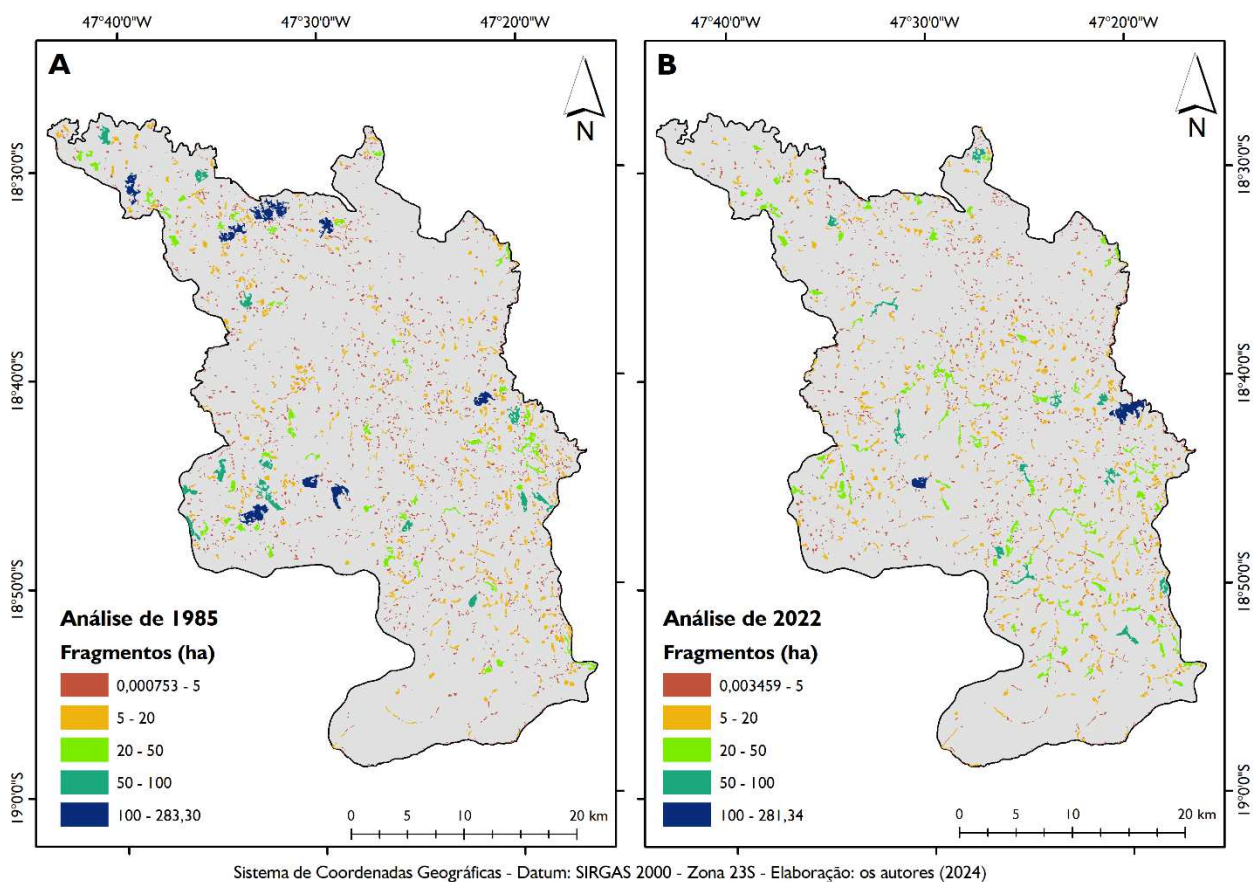 47°40'0"W 47°30'0"W 47°20'0"W
A
N
18°30'0"S
18°40'0"S
18°50'0"S
19°0'0"S
Análise de 1985
Fragmentos (ha)
0,000753 - 5
5 - 20
20 - 50
50 - 100
100 - 283,30
0 5 10 20 km
47°40'0"W 47°30'0"W 47°20'0"W
B
N
18°30'0"S
18°40'0"S
18°50'0"S
19°0'0"S
Análise de 2022
Fragmentos (ha)
0,003459 - 5
5 - 20
20 - 50
50 - 100
100 - 281,34
0 5 10 20 km
Sistema de Coordenadas Geográficas - Datum: SIRGAS 2000 - Zona 23S - Elaboração: os autores (2024)